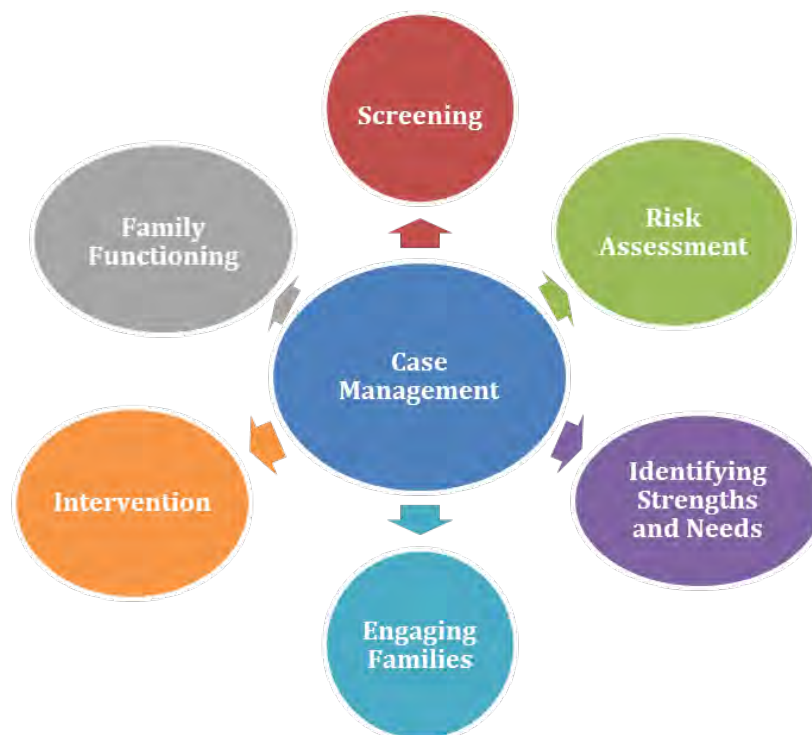 Screening
Risk
Assessment
Family
Functioning
Case
Management
Identifying
Strengths
and Needs
Intervention
Engaging
Families